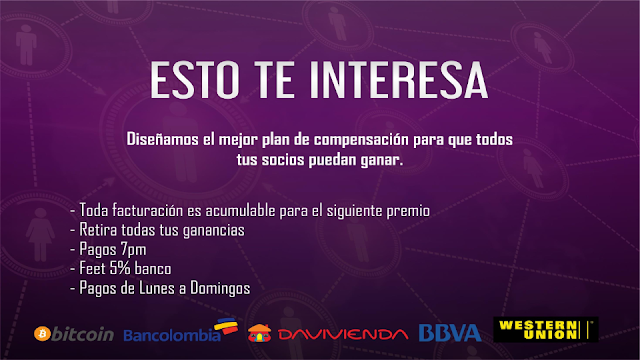 ESTO TE INTERESA
Diseñamos el mejor plan de compensación para que todos
tus socios puedan ganar.
- Toda facturación es acumulable para el siguiente premio
- Retira todas tus ganancias
- Pagos 7pm
- Feet 5% banco
- Pagos de Lunes a Domingos
bitcoin Bancolombia DAVIVIENDA BBVA WESTERN
UNION